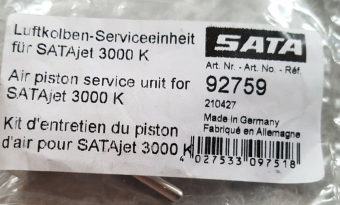 Luftkolben-Serviceeinheit
für SATAjet 3000 K
Air piston service unit for
SATAjet 3000 K
Kit d'entretien du piston
d'air pour SATAjet 3000 K
SATA
Art. Nr. - Art. No. - Réf.
92759
210427
Made in Germany
Fabriqué en Allemagne
4 027533 097518